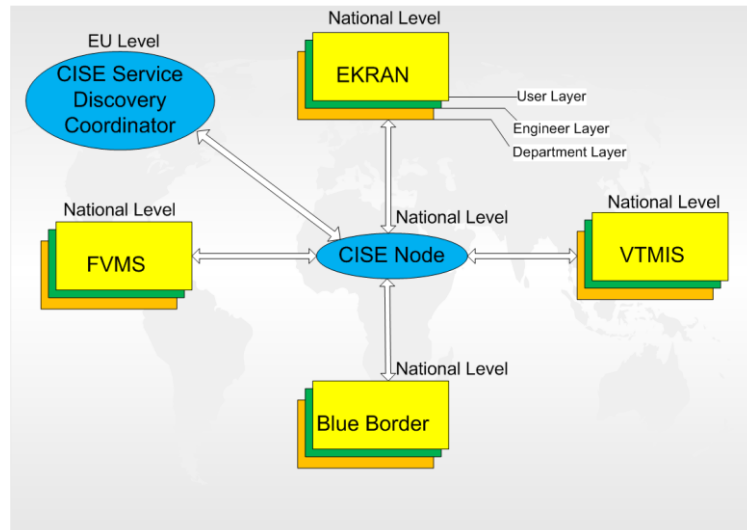 National Level
EU Level
EKRAN
CISE Service
Discovery
Coordinator
User Layer
Engineer Layer
Department Layer
National Level
National Level
National Level
FVMS
CISE Node
VTMIS
National Level
Blue Border